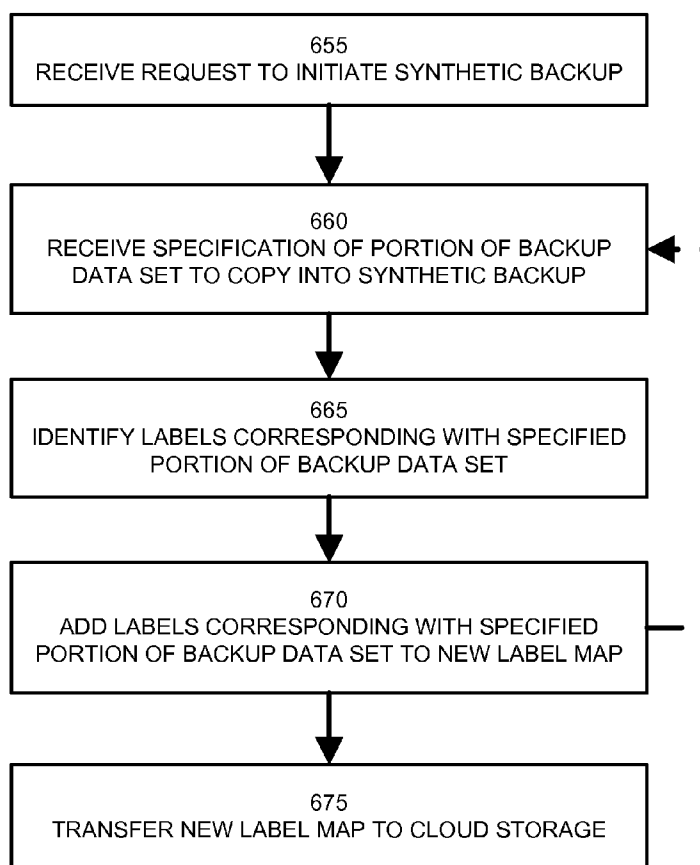 655
RECEIVE REQUEST TO INITIATE SYNTHETIC BACKUP
660
RECEIVE SPECIFICATION OF PORTION OF BACKUP
DATA SET TO COPY INTO SYNTHETIC BACKUP
665
IDENTIFY LABELS CORRESPONDING WITH SPECIFIED
PORTION OF BACKUP DATA SET
670
ADD LABELS CORRESPONDING WITH SPECIFIED
PORTION OF BACKUP DATA SET TO NEW LABEL MAP
675
TRANSFER NEW LABEL MAP TO CLOUD STORAGE